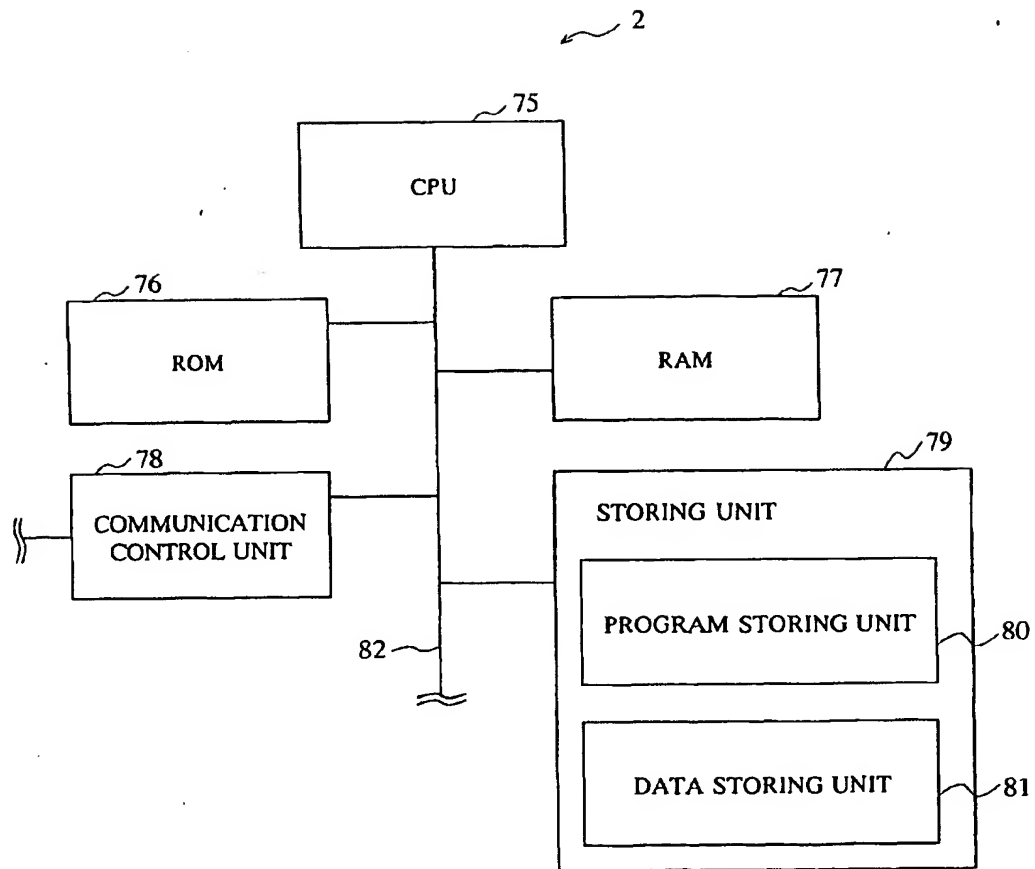 2
75
CPU
76
ROM
77
RAM
78
COMMUNICATION
CONTROL UNIT
79
STORING UNIT
PROGRAM STORING UNIT
80
82
DATA STORING UNIT
81